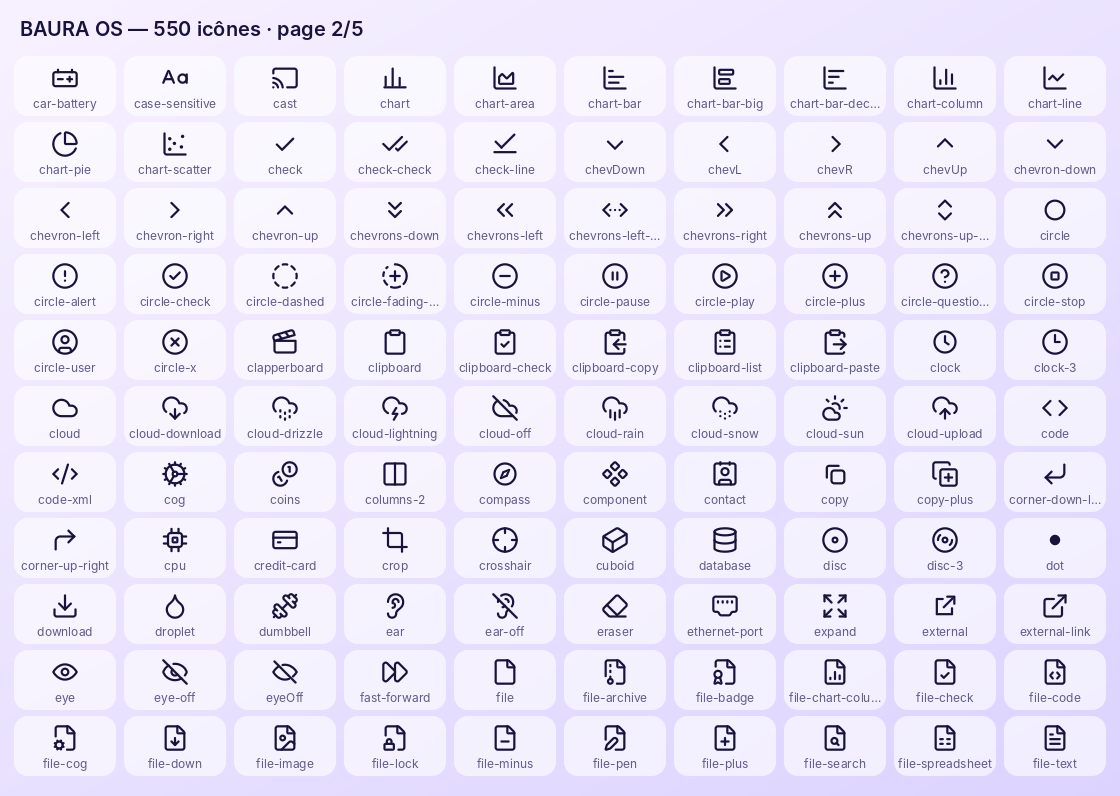 BAURA OS — 550 icônes · page 2/5
car-battery case-sensitive cast chart chart-area chart-bar chart-bar-big chart-bar-dec... chart-column chart-line
chart-pie chart-scatter check check-check check-line chevDown chevL chevR chevUp chevron-down
chevron-left chevron-right chevron-up chevrons-down chevrons-left chevrons-left-... chevrons-right chevrons-up chevrons-up-... circle
circle-alert circle-check circle-dashed circle-fading-... circle-minus circle-pause circle-play circle-plus circle-questio... circle-stop
circle-user circle-x clapperboard clipboard clipboard-check clipboard-copy clipboard-list clipboard-paste clock clock-3
cloud cloud-download cloud-drizzle cloud-lightning cloud-off cloud-rain cloud-snow cloud-sun cloud-upload code
code-xml cog coins columns-2 compass component contact copy copy-plus corner-down-l...
corner-up-right cpu credit-card crop crosshair cuboid database disc disc-3 dot
download droplet dumbbell ear ear-off eraser ethernet-port expand external external-link
eye eye-off eyeOff fast-forward file file-archive file-badge file-chart-colu... file-check file-code
file-cog file-down file-image file-lock file-minus file-pen file-plus file-search file-spreadsheet file-text